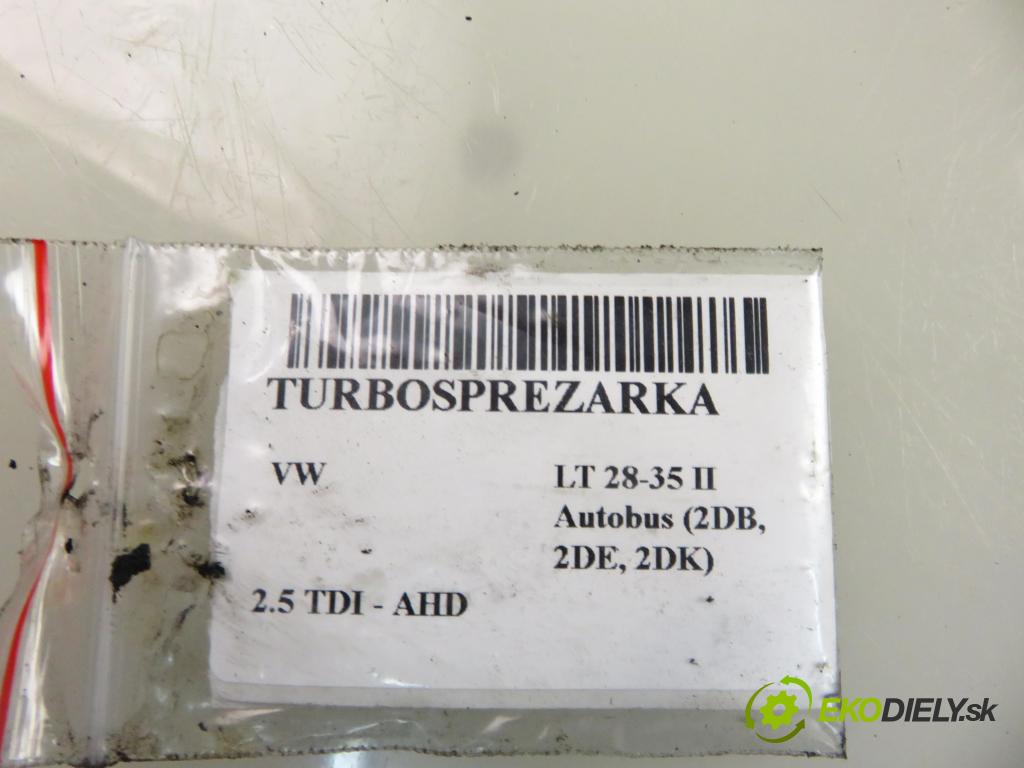 TURBOSPREZARKA
VW
LT 28-35 II
Autobus (2DB,
2DE, 2DK)
2.5 TDI - AHD
EKODIELY.sk